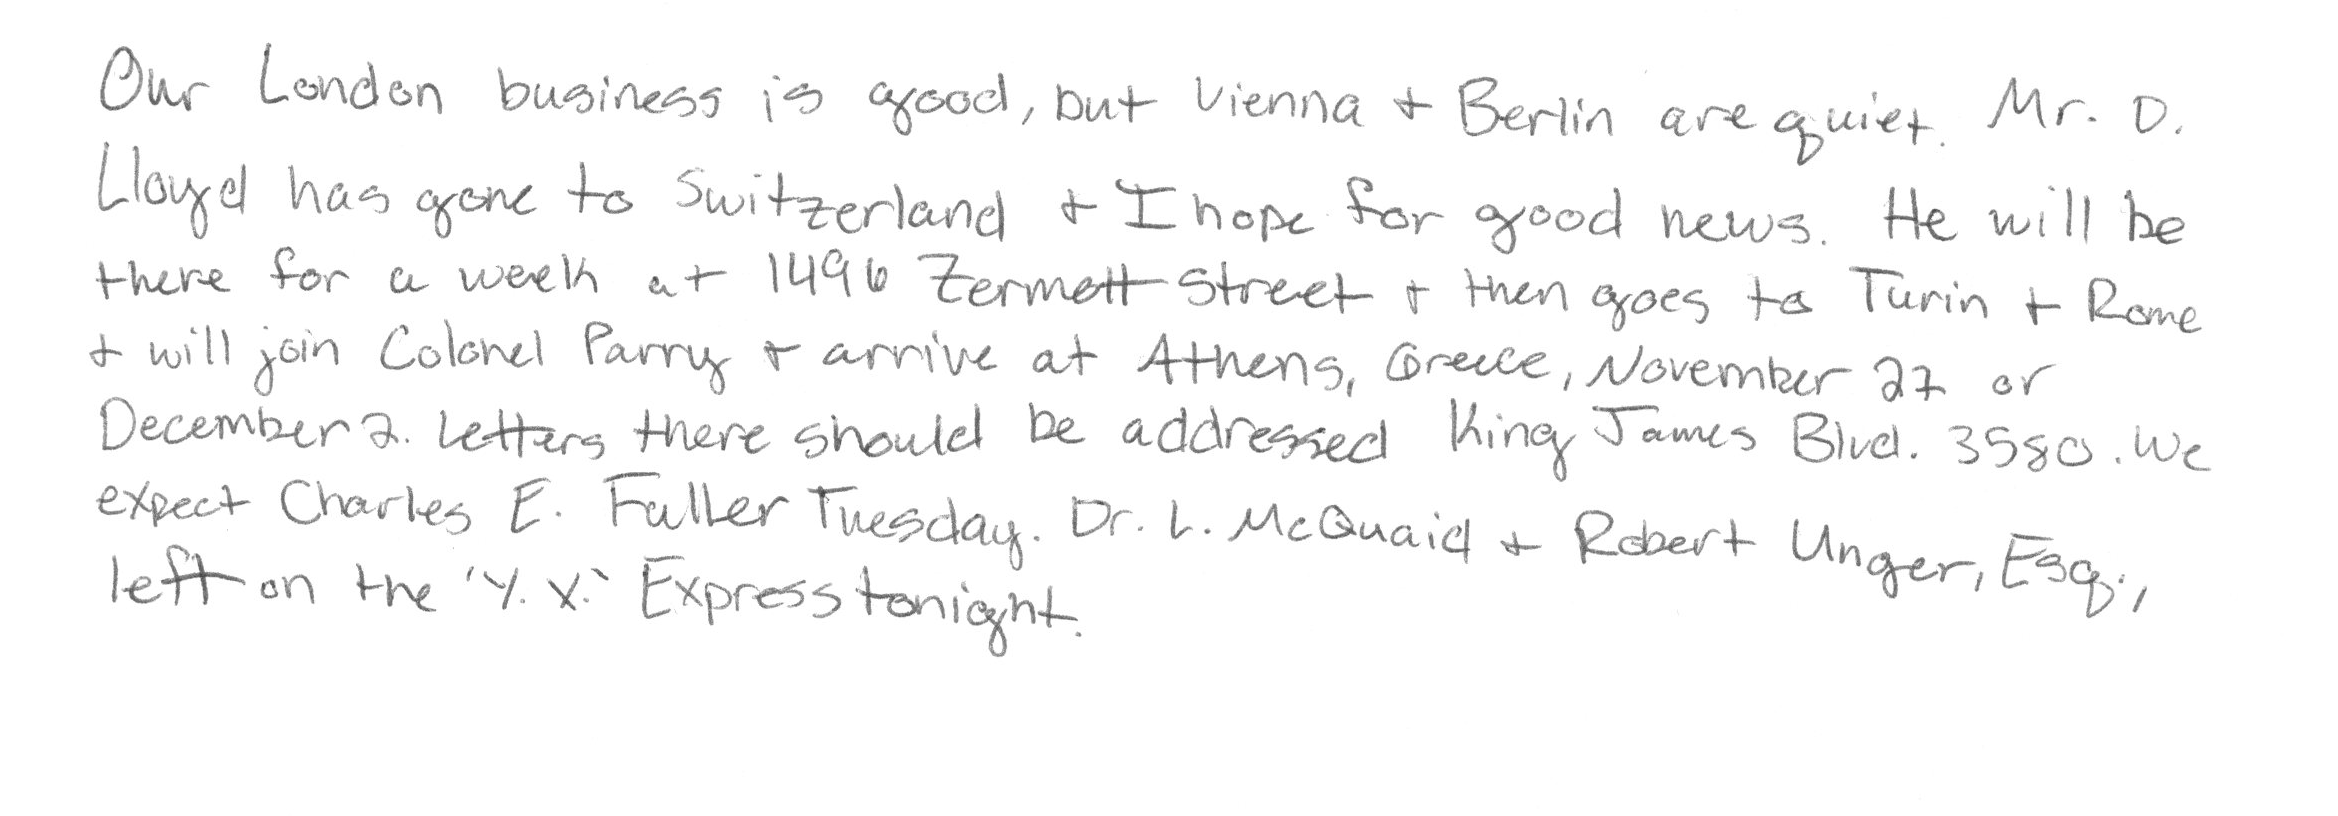 Our London business is good, but Vienna + Berlin are quiet. Mr. D.
Lloyd has gone to Switzerland + I hope for good news. He will be
there for a week at 1496 Zermott Street + then goes to Turin + Rome
+ will join Colonel Parry + arrive at Athens, Greece, November 27 or
December 2. Letters there should be addressed King James Blvd. 3580. We
expect Charles E. Fuller Tuesday. Dr. L. McQuaid + Robert Unger, Esq.,
left on the 'Y. X.' Express tonight.